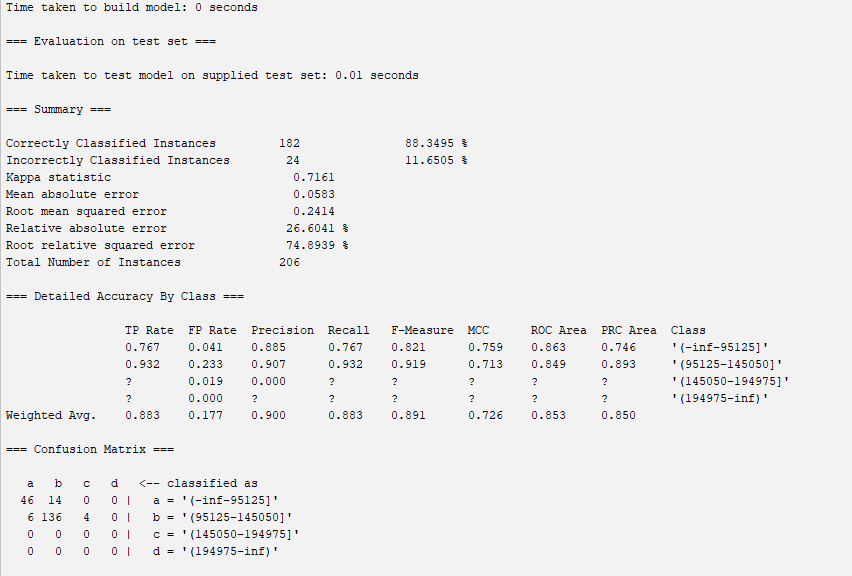 Time taken to build model: 0 seconds
=== Evaluation on test set ===
Time taken to test model on supplied test set: 0.01 seconds
=== Summary ===
Correctly Classified Instances         182               88.3495 %
Incorrectly Classified Instances        24               11.6505 %
Kappa statistic                          0.7161
Mean absolute error                      0.0583
Root mean squared error                  0.2414
Relative absolute error                 26.6041 %
Root relative squared error             74.8939 %
Total Number of Instances              206
=== Detailed Accuracy By Class ===
                 TP Rate  FP Rate  Precision  Recall   F-Measure  MCC      ROC Area  PRC Area  Class
                 0.767    0.041    0.885      0.767    0.821      0.759    0.863     0.746     '(-inf-95125]'
                 0.932    0.233    0.907      0.932    0.919      0.713    0.849     0.893     '(95125-145050]'
                 ?        0.019    0.000      ?        ?          ?        ?         ?         '(145050-194975]'
                 ?        0.000    ?          ?        ?          ?        ?         ?         '(194975-inf)'
Weighted Avg.    0.883    0.177    0.900      0.883    0.891      0.726    0.853     0.850
=== Confusion Matrix ===
   a   b   c   d   <-- classified as
  46  14   0   0 |   a = '(-inf-95125]'
   6 136   4   0 |   b = '(95125-145050]'
   0   0   0   0 |   c = '(145050-194975]'
   0   0   0   0 |   d = '(194975-inf)'